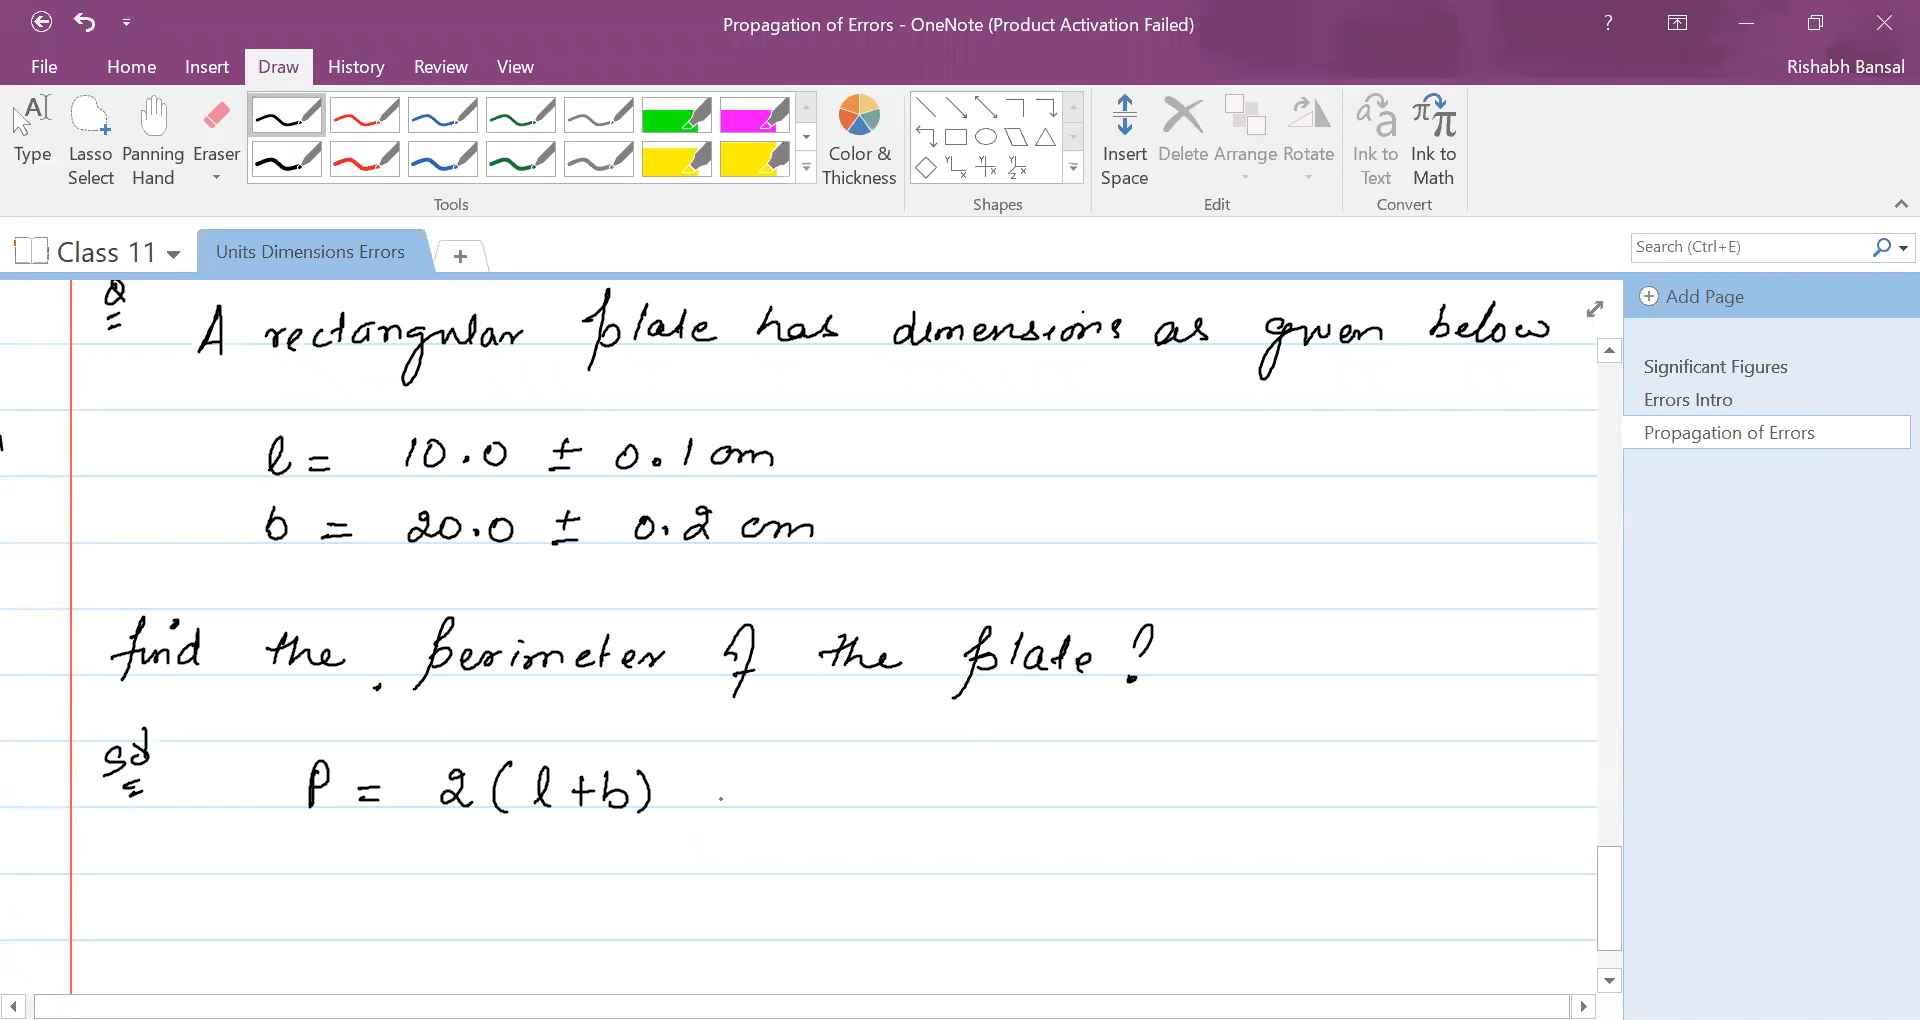 Propagation of Errors - OneNote (Product Activation Failed)
?
File Home Insert Draw History Review View
Rishabh Bansal
Type
Lasso Select
Panning Hand
Eraser
Color & Thickness
Insert Space
Delete
Arrange
Rotate
Ink to Text
Ink to Math
Tools
Shapes
Edit
Convert
Class 11
Units Dimensions Errors
+
Search (Ctrl+E)
Add Page
Significant Figures
Errors Intro
Propagation of Errors
Q
A rectangular plate has dimensions as given below
l = 10.0 ± 0.1 cm
b = 20.0 ± 0.2 cm
find the perimeter of the plate?
Sol
P = 2(l+b)